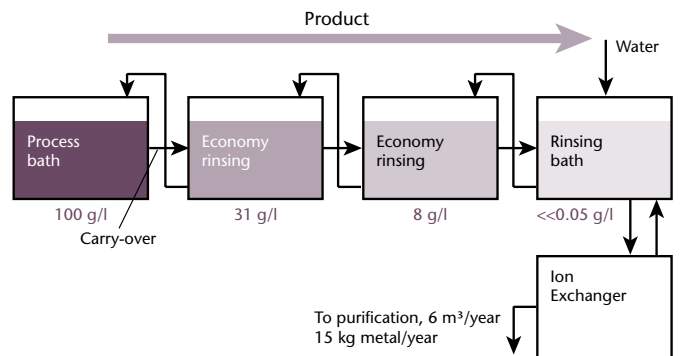 Product
Water
Process
bath
Economy
rinsing
Economy
rinsing
Rinsing
bath
100 g/l
31 g/l
8 g/l
<<0.05 g/l
Carry-over
Ion
Exchanger
To purification, 6 m³/year
15 kg metal/year